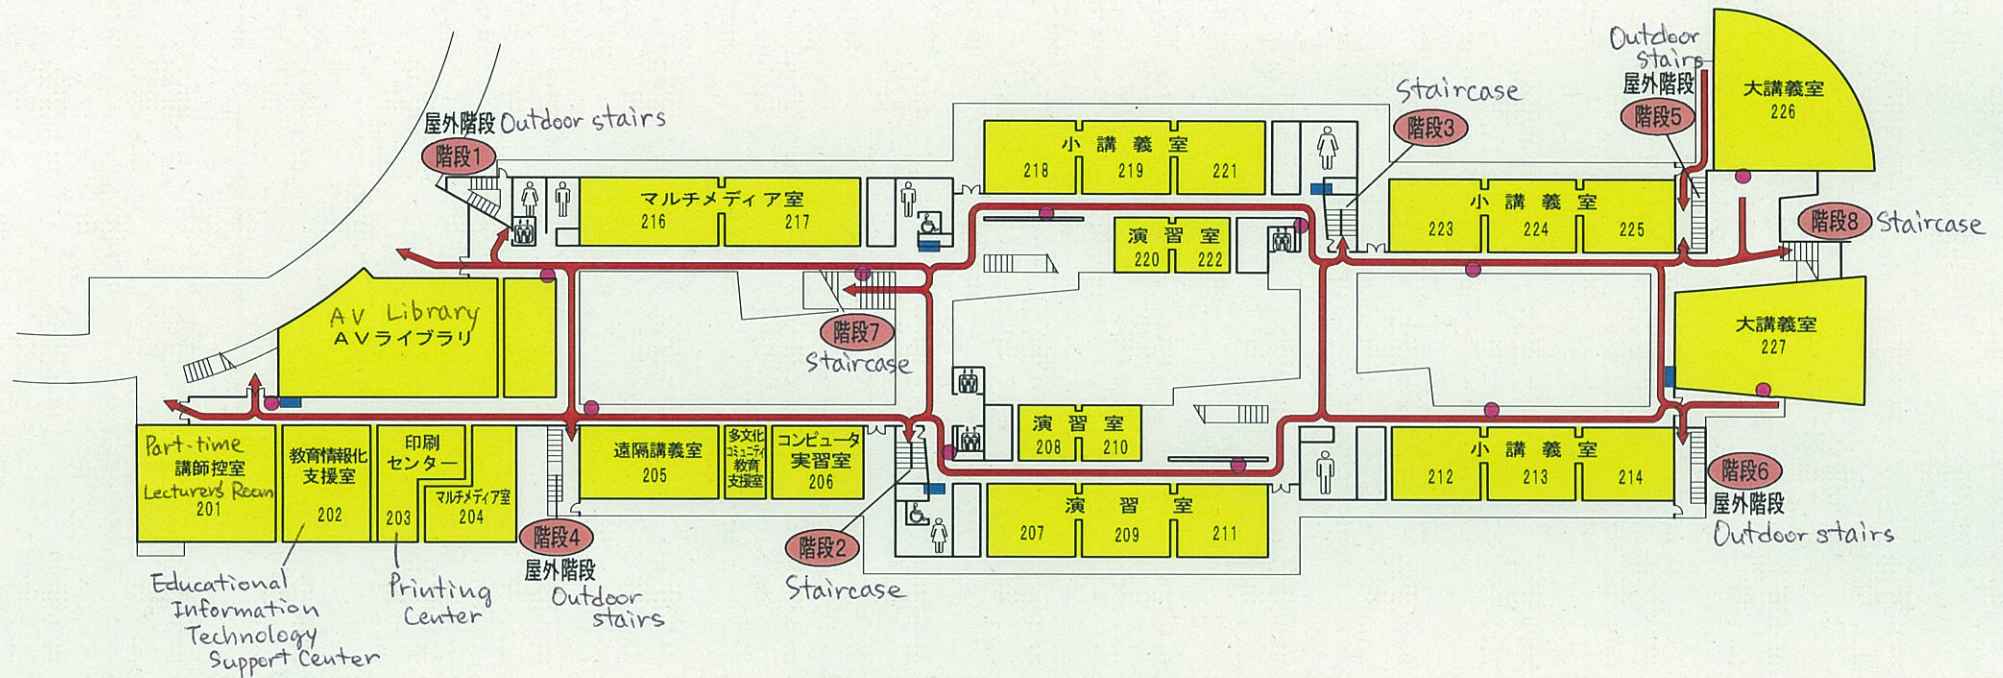 Outdoor
stairs
屋外階段
階段5
大講義室
226
Staircase
階段3
屋外階段 Outdoor stairs
階段1
小 講 義 室
218 219 221
マルチメディア室
216 217
小 講 義 室
223 224 225
階段8 Staircase
演 習 室
220 222
AV Library
AVライブラリ
階段7
Staircase
大講義室
227
Part-time
講師控室
Lecturers' Room
201
教育情報化
支援室
202
印刷
センター
203
マルチメディア室
204
遠隔講義室
205
多文化
コミュニティ
教育
支援室
コンピュータ
実習室
206
演 習 室
208 210
小 講 義 室
212 213 214
階段6
屋外階段
Outdoor stairs
演 習 室
207 209 211
階段4
屋外階段
Outdoor
stairs
階段2
Staircase
Educational
Information
Technology
Support Center
Printing
Center